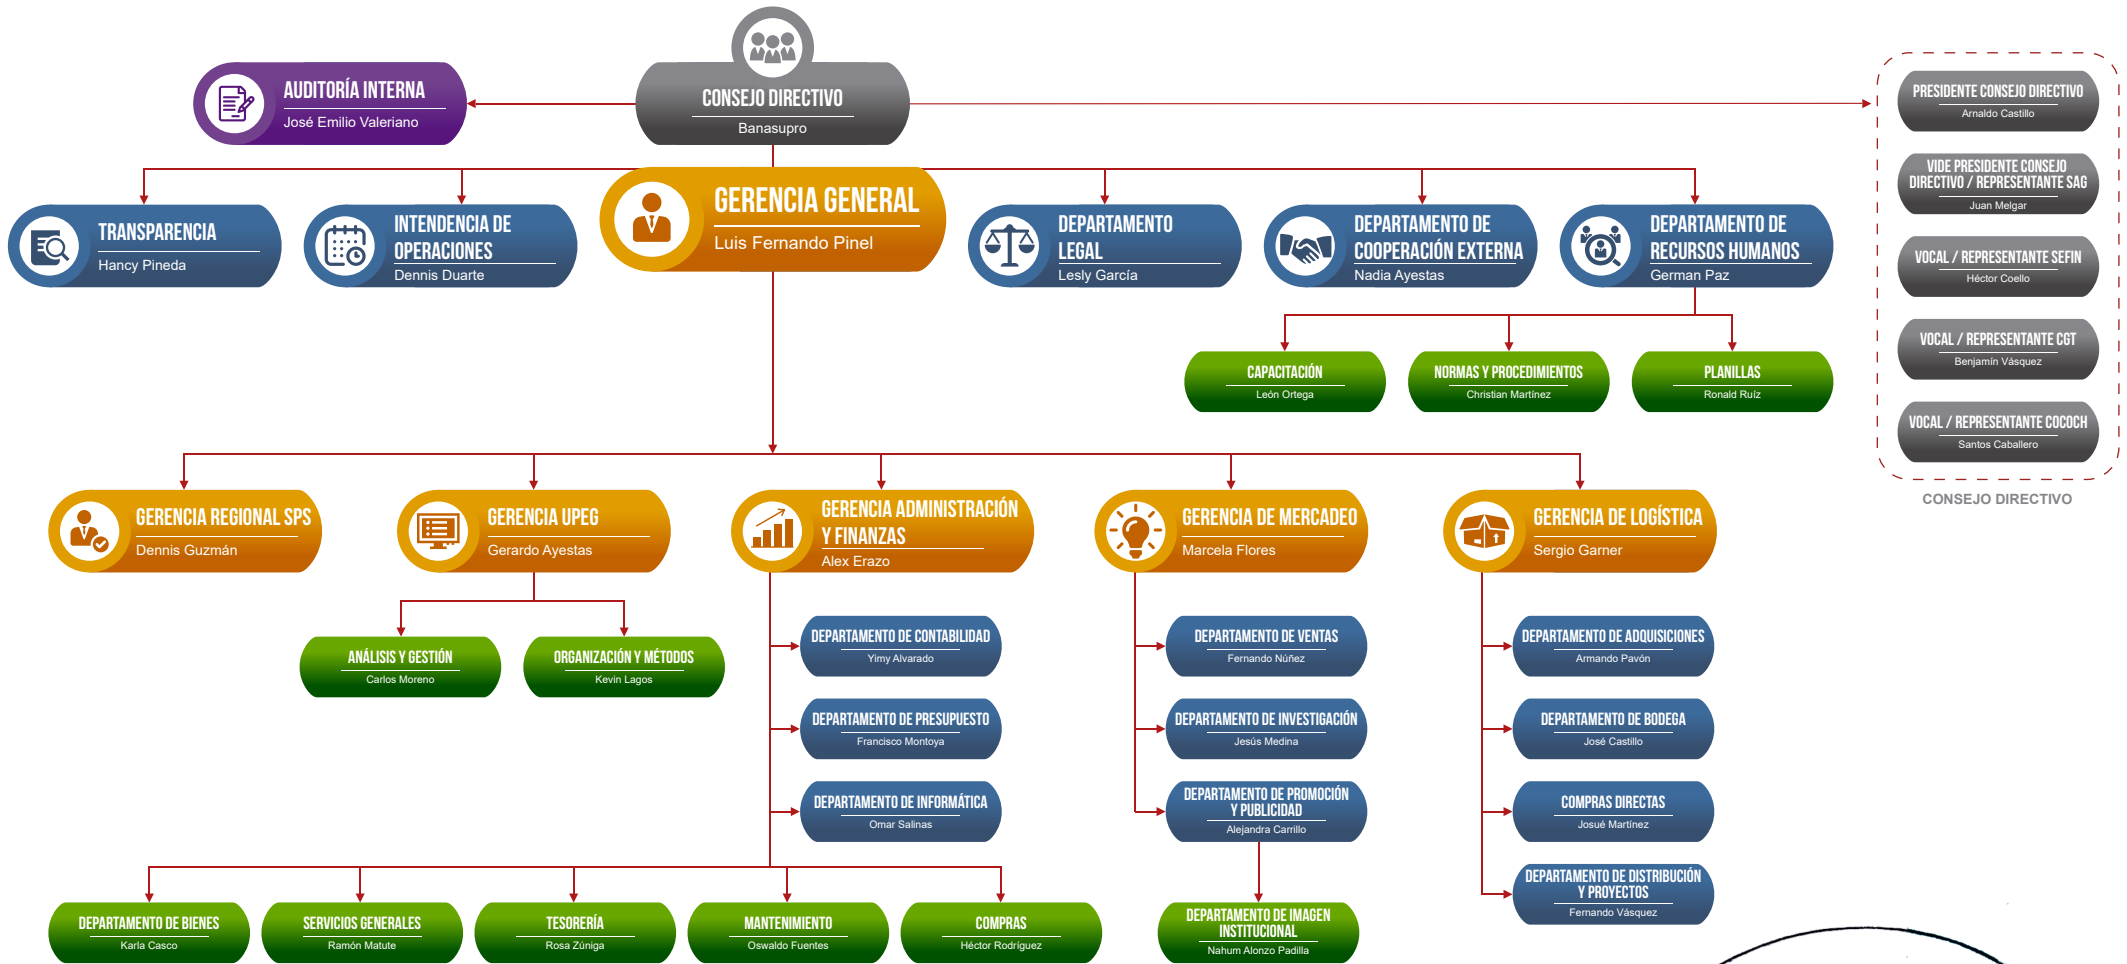 AUDITORÍA INTERNA
José Emilio Valeriano
CONSEJO DIRECTIVO
Banasupro
PRESIDENTE CONSEJO DIRECTIVO
Arnaldo Castillo
VIDE PRESIDENTE CONSEJO
DIRECTIVO / REPRESENTANTE SAG
Juan Melgar
VOCAL / REPRESENTANTE SEFIN
Héctor Coello
VOCAL / REPRESENTANTE CGT
Benjamín Vásquez
VOCAL / REPRESENTANTE COCOCH
Santos Caballero
CONSEJO DIRECTIVO
TRANSPARENCIA
Hancy Pineda
INTENDENCIA DE
OPERACIONES
Dennis Duarte
GERENCIA GENERAL
Luis Fernando Pinel
DEPARTAMENTO
LEGAL
Lesly García
DEPARTAMENTO DE
COOPERACIÓN EXTERNA
Nadia Ayestas
DEPARTAMENTO DE
RECURSOS HUMANOS
German Paz
CAPACITACIÓN
León Ortega
NORMAS Y PROCEDIMIENTOS
Christian Martínez
PLANILLAS
Ronald Ruíz
GERENCIA REGIONAL SPS
Dennis Guzmán
GERENCIA UPEG
Gerardo Ayestas
GERENCIA ADMINISTRACIÓN
Y FINANZAS
Alex Erazo
GERENCIA DE MERCADEO
Marcela Flores
GERENCIA DE LOGÍSTICA
Sergio Garner
ANÁLISIS Y GESTIÓN
Carlos Moreno
ORGANIZACIÓN Y MÉTODOS
Kevin Lagos
DEPARTAMENTO DE CONTABILIDAD
Yimy Alvarado
DEPARTAMENTO DE PRESUPUESTO
Francisco Montoya
DEPARTAMENTO DE INFORMÁTICA
Omar Salinas
DEPARTAMENTO DE VENTAS
Fernando Núñez
DEPARTAMENTO DE INVESTIGACIÓN
Jesús Medina
DEPARTAMENTO DE PROMOCIÓN
Y PUBLICIDAD
Alejandra Carrillo
DEPARTAMENTO DE ADQUISICIONES
Armando Pavón
DEPARTAMENTO DE BODEGA
José Castillo
COMPRAS DIRECTAS
Josué Martínez
DEPARTAMENTO DE DISTRIBUCIÓN
Y PROYECTOS
Fernando Vásquez
DEPARTAMENTO DE BIENES
Karla Casco
SERVICIOS GENERALES
Ramón Matute
TESORERÍA
Rosa Zúniga
MANTENIMIENTO
Oswaldo Fuentes
COMPRAS
Héctor Rodríguez
DEPARTAMENTO DE IMAGEN
INSTITUCIONAL
Nahum Alonzo Padilla